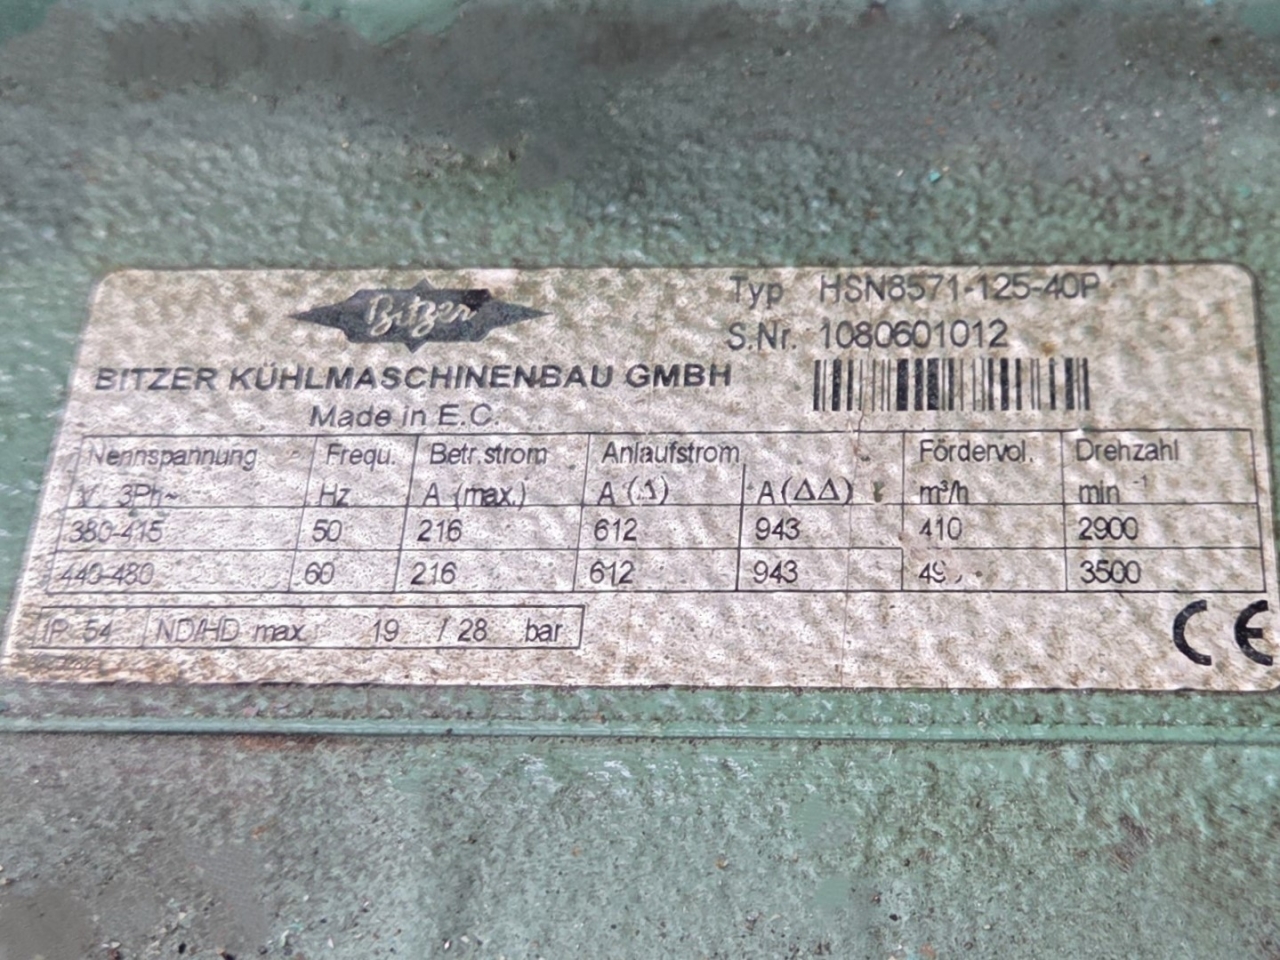 Bitzer
Typ HSN8571-125-40P
S.Nr. 1080601012
BITZER KÜHLMASCHINENBAU GMBH
Made in E.C.
Nennspannung Frequ. Betr.strom Anlaufstrom Fördervol. Drehzahl
V 3Ph~ Hz A (max.) A (Δ) A (ΔΔ) m³/h min⁻¹
380-415 50 216 612 943 410 2900
440-480 60 216 612 943 3500
IP 54 ND/HD max 19 / 28 bar
CE